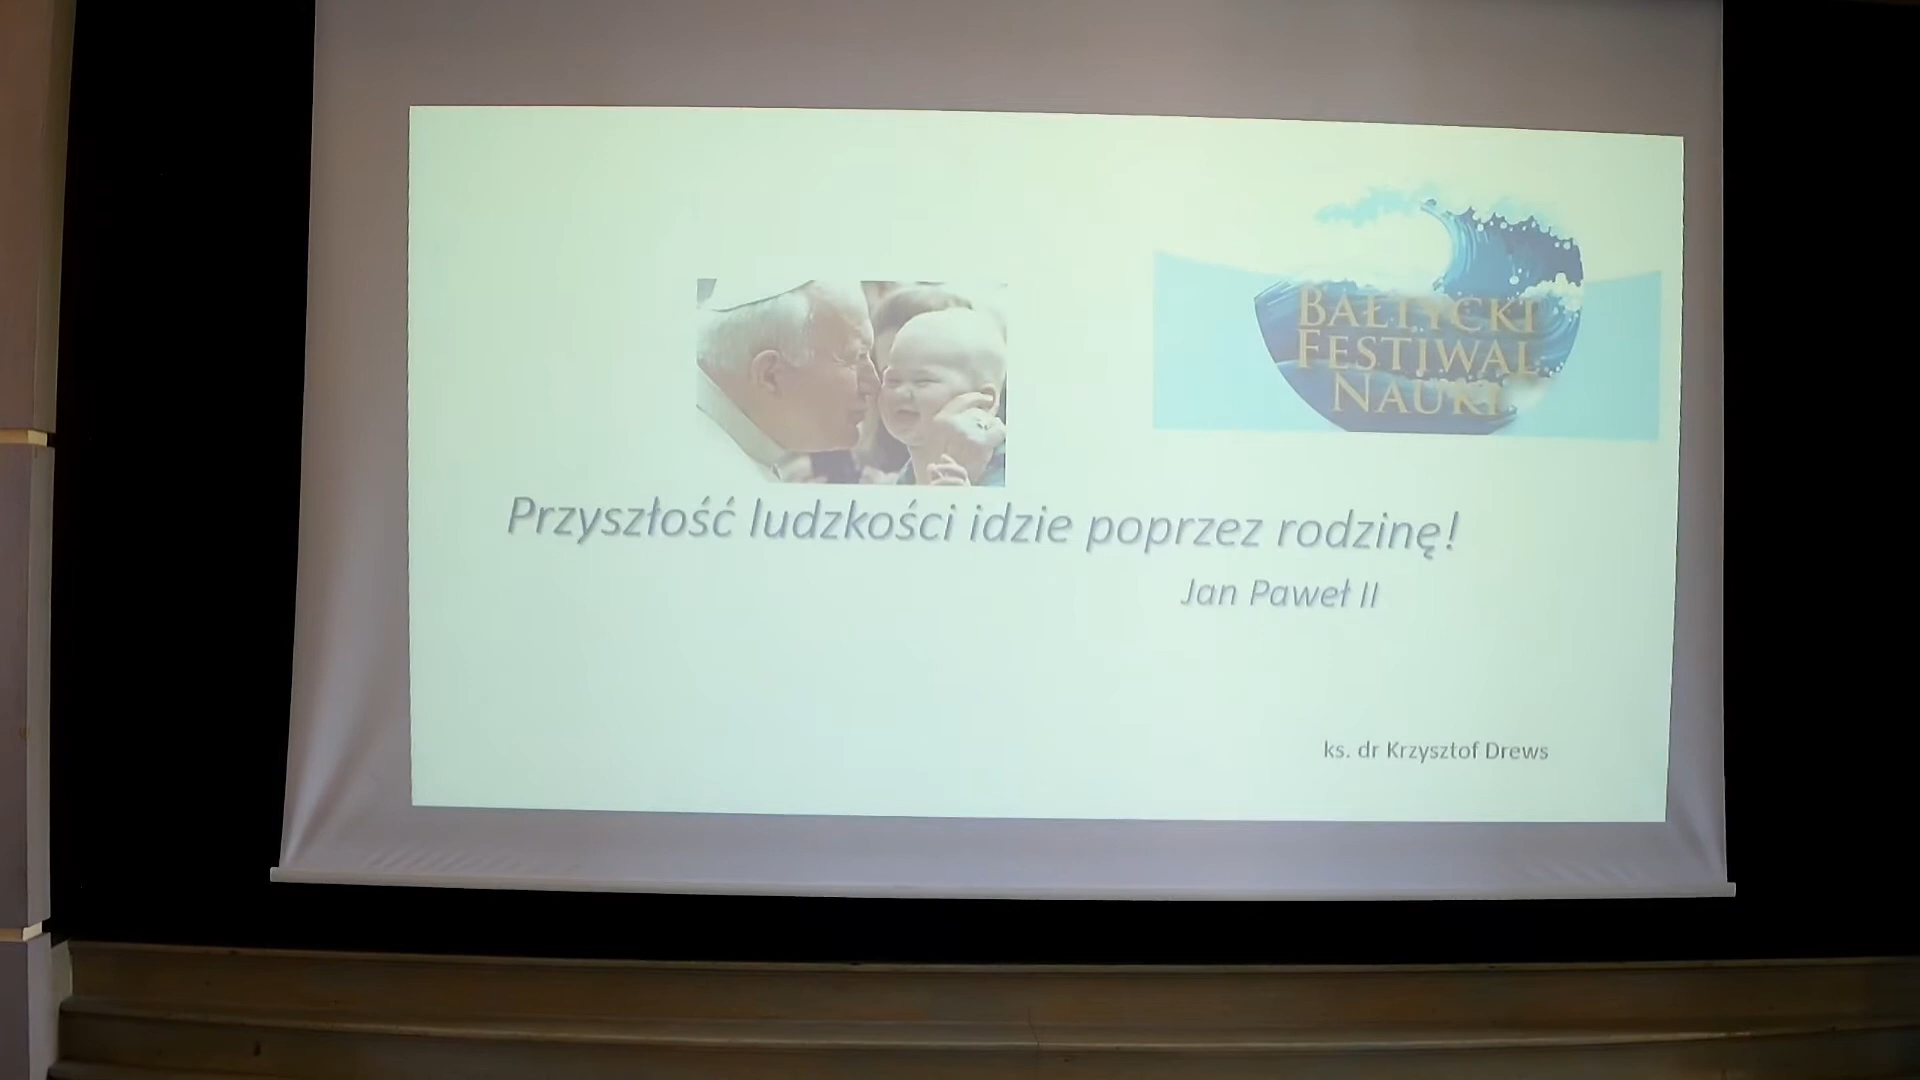 BAŁTYCKI
FESTIWAL
NAUKI
Przyszłość ludzkości idzie poprzez rodzinę!
Jan Paweł II
ks. dr Krzysztof Drews